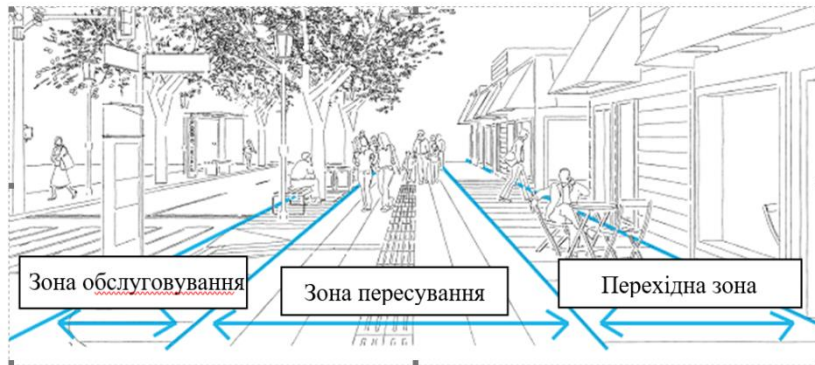 Зона обслуговування
Зона пересування
Перехідна зона